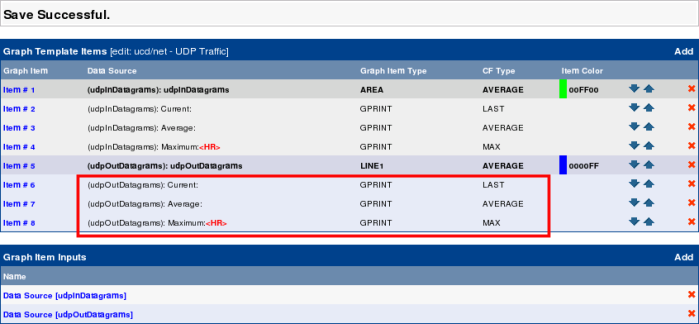 Save Successful.
Graph Template Items [edit: ucd/net - UDP Traffic] Add
Graph Item Data Source Graph Item Type CF Type Item Color
Item # 1 (udpInDatagrams): udpInDatagrams AREA AVERAGE 00FF00
Item # 2 (udpInDatagrams): Current: GPRINT LAST
Item # 3 (udpInDatagrams): Average: GPRINT AVERAGE
Item # 4 (udpInDatagrams): Maximum:<HR> GPRINT MAX
Item # 5 (udpOutDatagrams): udpOutDatagrams LINE1 AVERAGE 0000FF
Item # 6 (udpOutDatagrams): Current: GPRINT LAST
Item # 7 (udpOutDatagrams): Average: GPRINT AVERAGE
Item # 8 (udpOutDatagrams): Maximum:<HR> GPRINT MAX
Graph Item Inputs Add
Name
Data Source [udpInDatagrams]
Data Source [udpOutDatagrams]